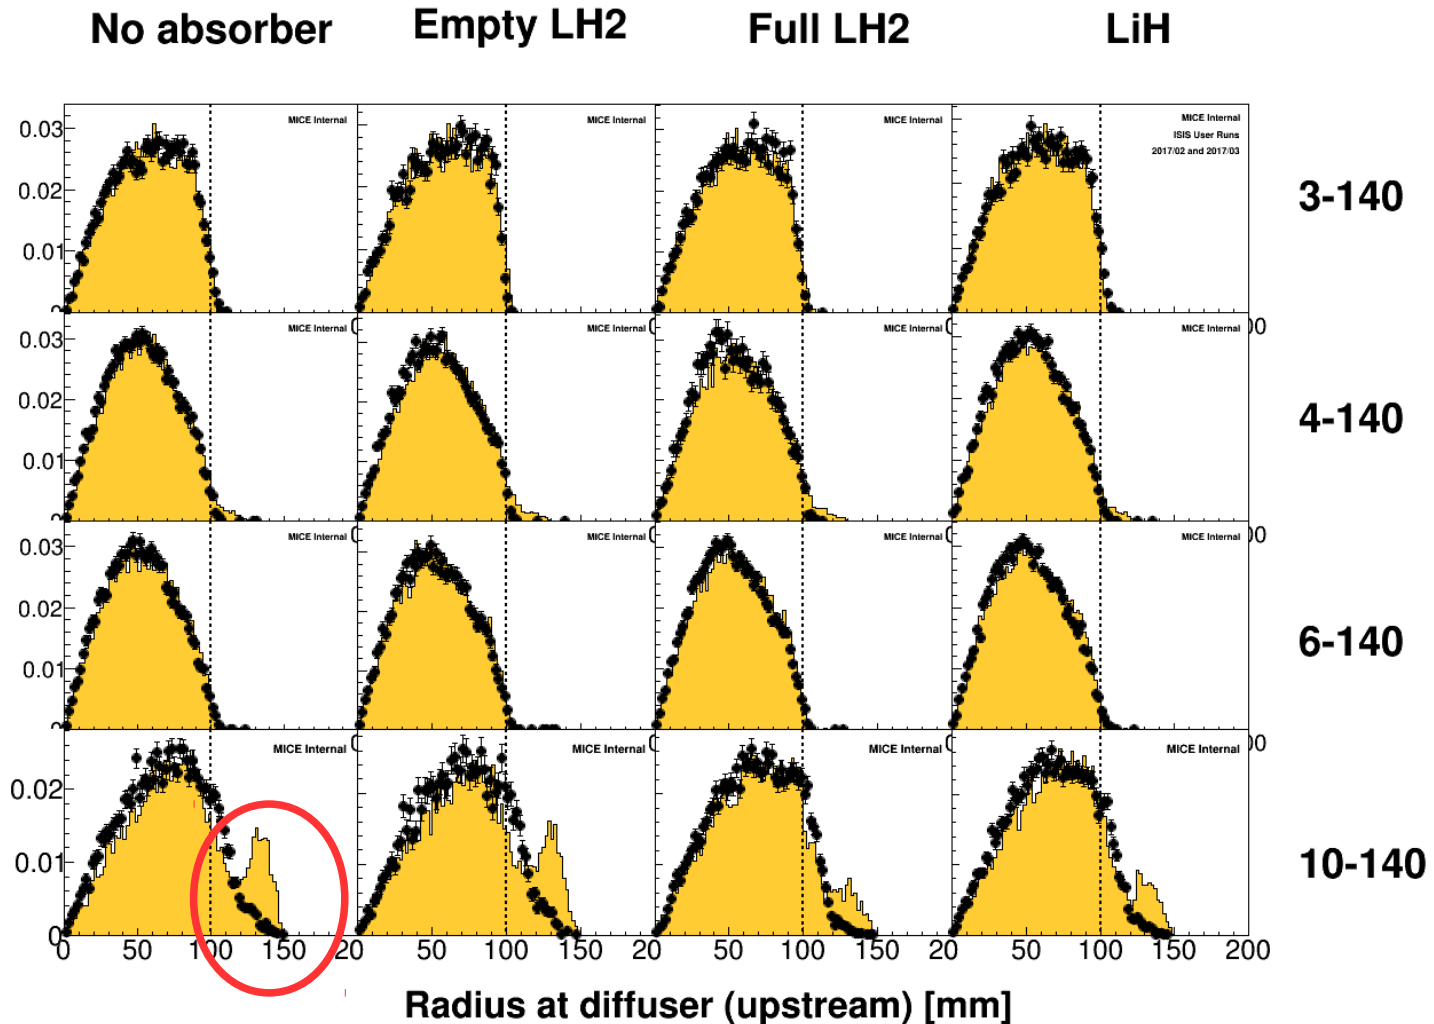 No absorber Empty LH2 Full LH2 LiH
0.03 MICE Internal MICE Internal MICE Internal MICE Internal
ISIS User Runs
2017/02 and 2017/03
0.02 3-140
0.01
0.03 MICE Internal MICE Internal MICE Internal MICE Internal
0.02 4-140
0.01
0.03 MICE Internal MICE Internal MICE Internal MICE Internal
0.02 6-140
0.01
MICE Internal MICE Internal MICE Internal MICE Internal
0.02
0.01 10-140
0
0 50 100 150 20 50 100 150 20 50 100 150 20 50 100 150 200
Radius at diffuser (upstream) [mm]